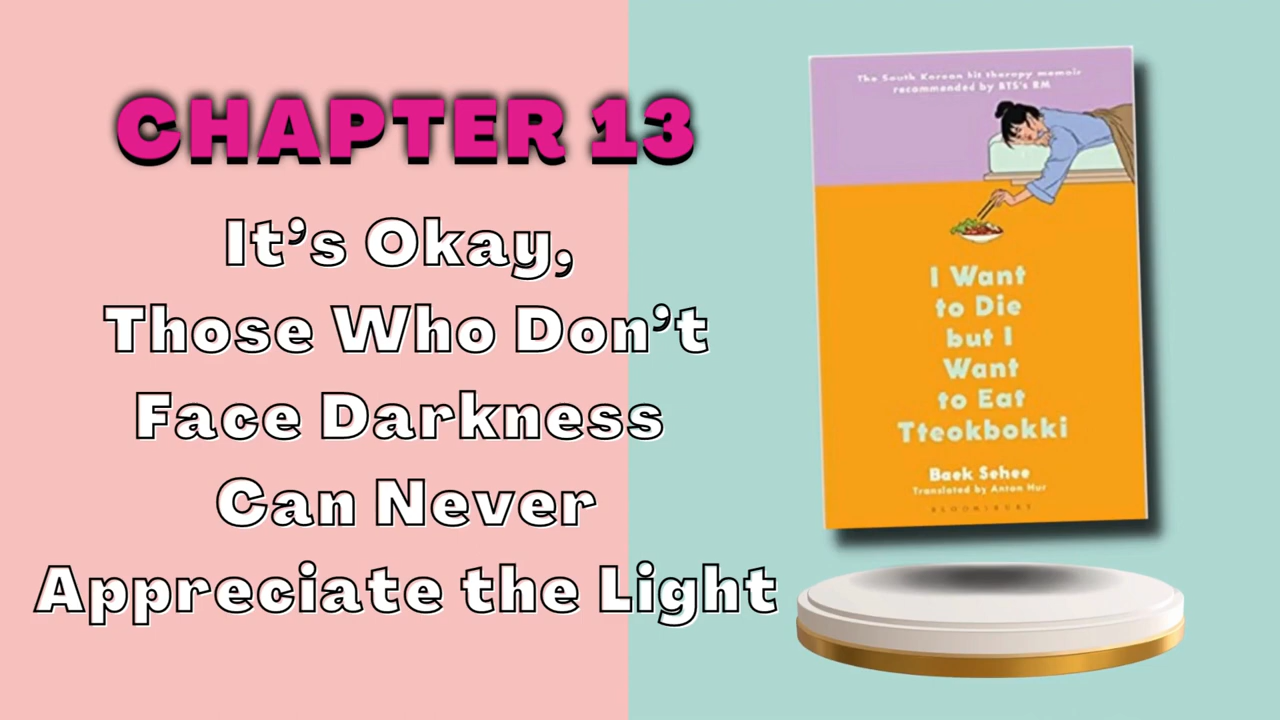 CHAPTER 13
It's Okay,
Those Who Don't
Face Darkness
Can Never
Appreciate the Light
The South Korean hit therapy memoir
recommended by BTS's RM
I Want
to Die
but I
Want
to Eat
Tteokbokki
Baek Sehee
Translated by Anton Hur
BLOOMSBURY